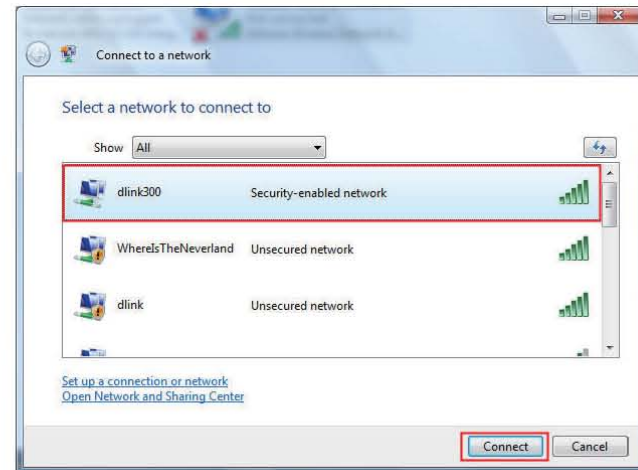 Connect to a network
Select a network to connect to
Show All
dlink300 Security-enabled network
WhereIsTheNeverland Unsecured network
dlink Unsecured network
Set up a connection or network
Open Network and Sharing Center
Connect Cancel